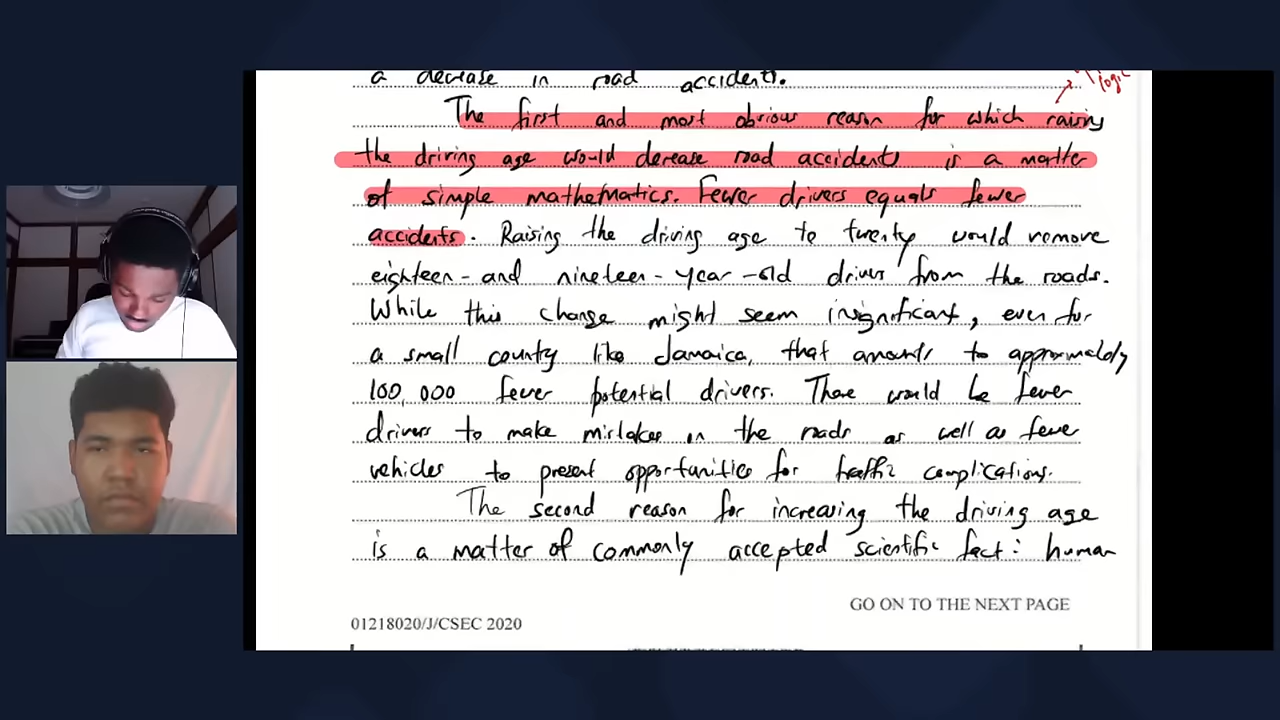 a decrease in road accidents.
logic
The first and most obvious reason for which raising
the driving age would decrease road accidents is a matter
of simple mathematics. Fewer drivers equals fewer
accidents. Raising the driving age to twenty would remove
eighteen- and nineteen-year-old drivers from the roads.
While this change might seem insignificant, even for
a small country like Jamaica, that amounts to approximately
100,000 fewer potential drivers. There would be fewer
drivers to make mistakes on the roads as well as fewer
vehicles to present opportunities for traffic complications.
The second reason for increasing the driving age
is a matter of commonly accepted scientific fact: human
GO ON TO THE NEXT PAGE
01218020/J/CSEC 2020